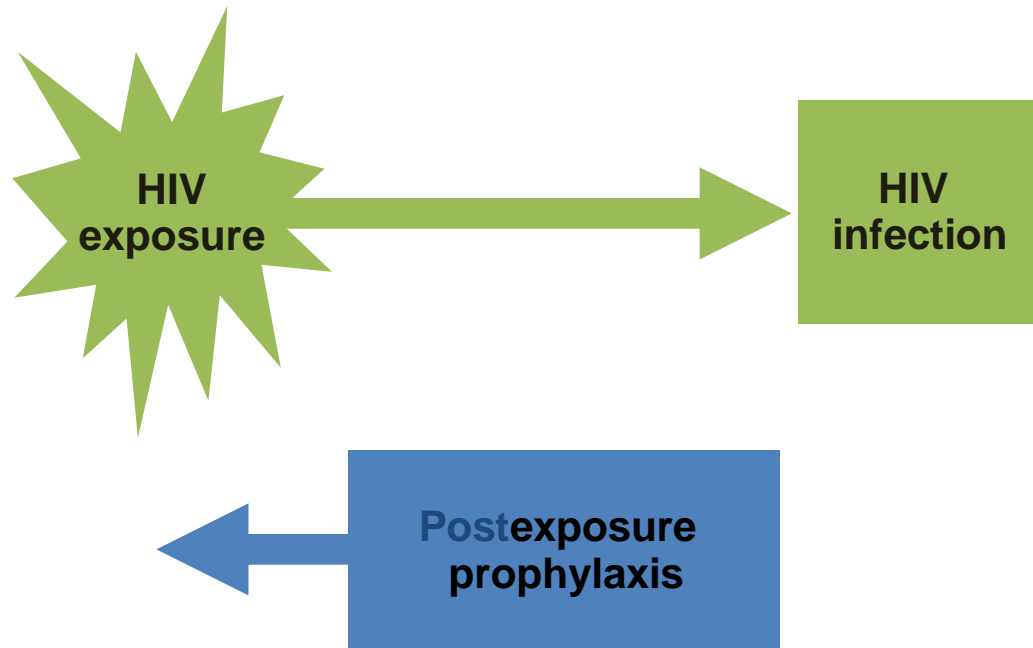 HIV
exposure
HIV
infection
Postexposure
prophylaxis